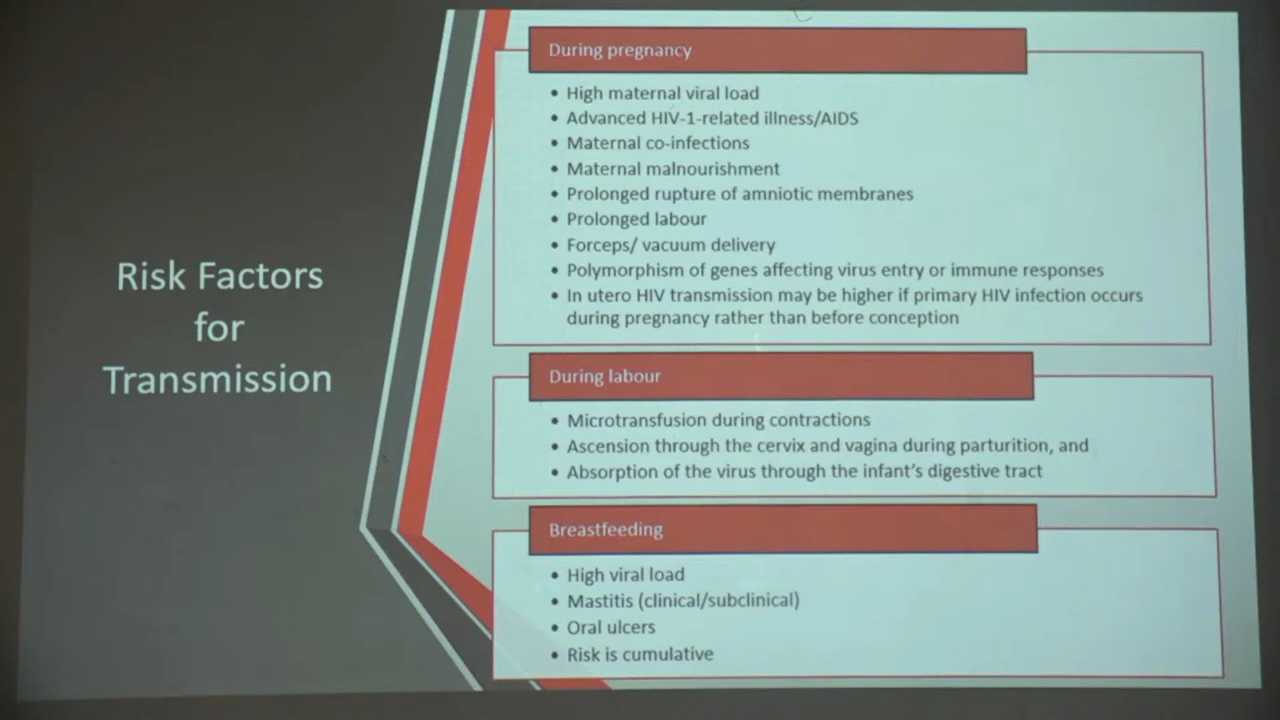 Risk Factors
for
Transmission
During pregnancy
• High maternal viral load
• Advanced HIV-1-related illness/AIDS
• Maternal co-infections
• Maternal malnourishment
• Prolonged rupture of amniotic membranes
• Prolonged labour
• Forceps/ vacuum delivery
• Polymorphism of genes affecting virus entry or immune responses
• In utero HIV transmission may be higher if primary HIV infection occurs
during pregnancy rather than before conception
During labour
• Microtransfusion during contractions
• Ascension through the cervix and vagina during parturition, and
• Absorption of the virus through the infant's digestive tract
Breastfeeding
• High viral load
• Mastitis (clinical/subclinical)
• Oral ulcers
• Risk is cumulative